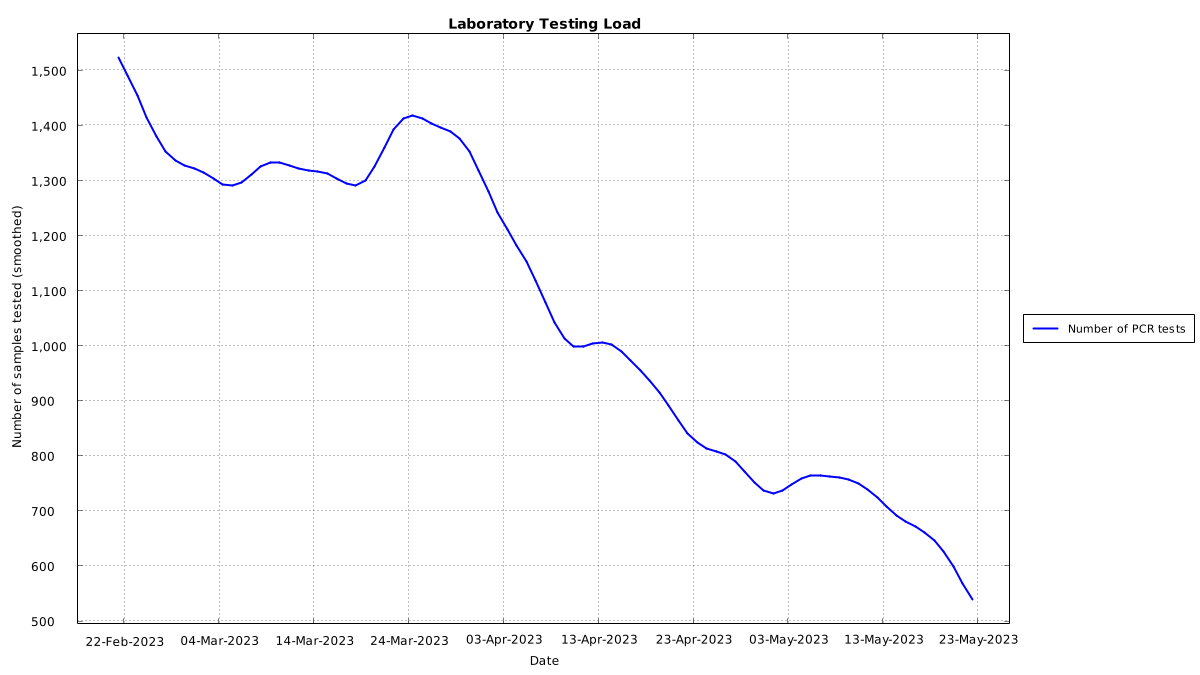 Laboratory Testing Load
Number of samples tested (smoothed)
1,500
1,400
1,300
1,200
1,100
1,000
900
800
700
600
500
22-Feb-2023 04-Mar-2023 14-Mar-2023 24-Mar-2023 03-Apr-2023 13-Apr-2023 23-Apr-2023 03-May-2023 13-May-2023 23-May-2023
Date
Number of PCR tests